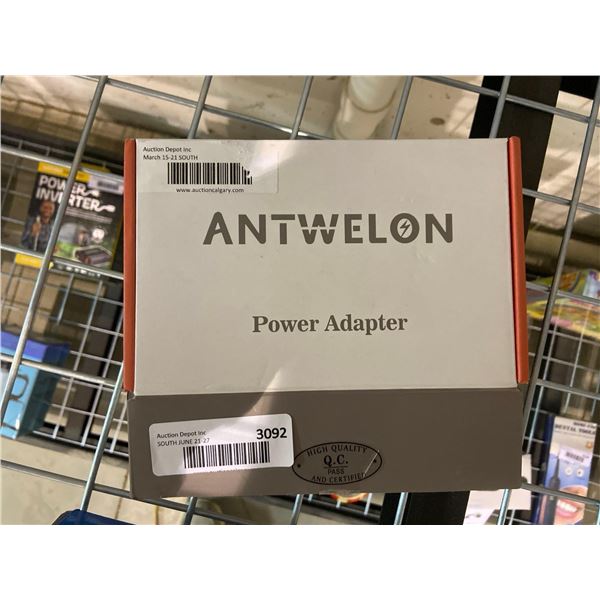 Auction Depot Inc
March 15-21 SOUTH
www.auctioncalgary.com
ANTWELON
Power Adapter
POWER
INVERTER
Auction Depot Inc
SOUTH JUNE 21-27
3092
HIGH QUALITY
Q.C.
PASS
AND CERTIFIED